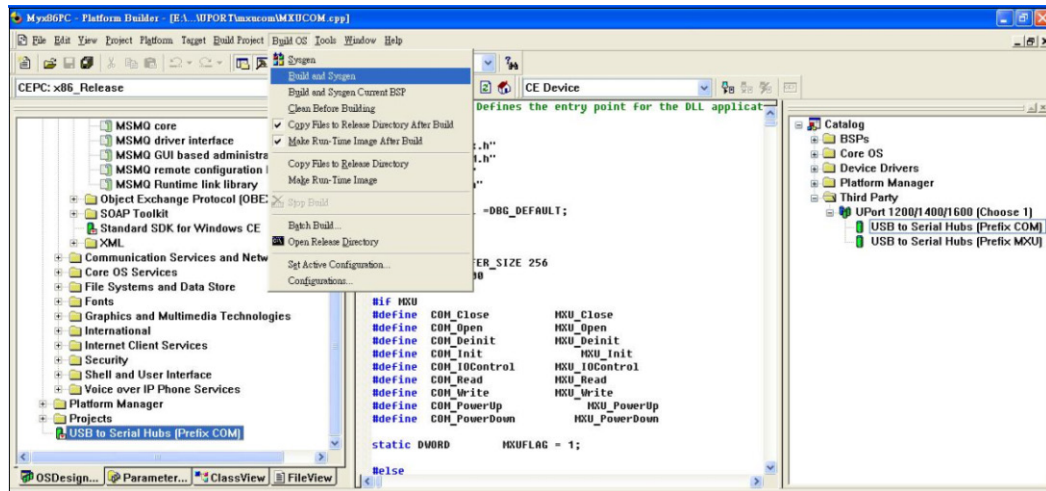 Myx86PC - Platform Builder - [E:\...\UPORT\mxucom\MXUCOM.cpp]
File Edit View Project Platform Target Build Project Build OS Tools Window Help
CEPC: x86_Release
CE Device
Sysgen
Build and Sysgen
Build and Sysgen Current BSP
Clean Before Building
Copy Files to Release Directory After Build
Make Run-Time Image After Build
Copy Files to Release Directory
Make Run-Time Image
Stop Build
Batch Build...
Open Release Directory
Set Active Configuration...
Configurations...
MSMQ core
MSMQ driver interface
MSMQ GUI based administra
MSMQ remote configuration
MSMQ Runtime link library
Object Exchange Protocol (OBE
SOAP Toolkit
Standard SDK for Windows CE
XML
Communication Services and Netw
Core OS Services
File Systems and Data Store
Fonts
Graphics and Multimedia Technologies
International
Internet Client Services
Security
Shell and User Interface
Voice over IP Phone Services
Platform Manager
Projects
USB to Serial Hubs (Prefix COM)
OSDesign... Parameter... ClassView FileView
Defines the entry point for the DLL applicat
.h"
=DBG_DEFAULT;
ER_SIZE 256
#if MXU
#define COM_Close MXU_Close
#define COM_Open MXU_Open
#define COM_Deinit MXU_Deinit
#define COM_Init MXU_Init
#define COM_IOControl MXU_IOControl
#define COM_Read MXU_Read
#define COM_Write MXU_Write
#define COM_PowerUp MXU_PowerUp
#define COM_PowerDown MXU_PowerDown
static DWORD MXUFLAG = 1;
#else
Catalog
BSPs
Core OS
Device Drivers
Platform Manager
Third Party
UPort 1200/1400/1600 (Choose 1)
USB to Serial Hubs (Prefix COM)
USB to Serial Hubs (Prefix MXU)